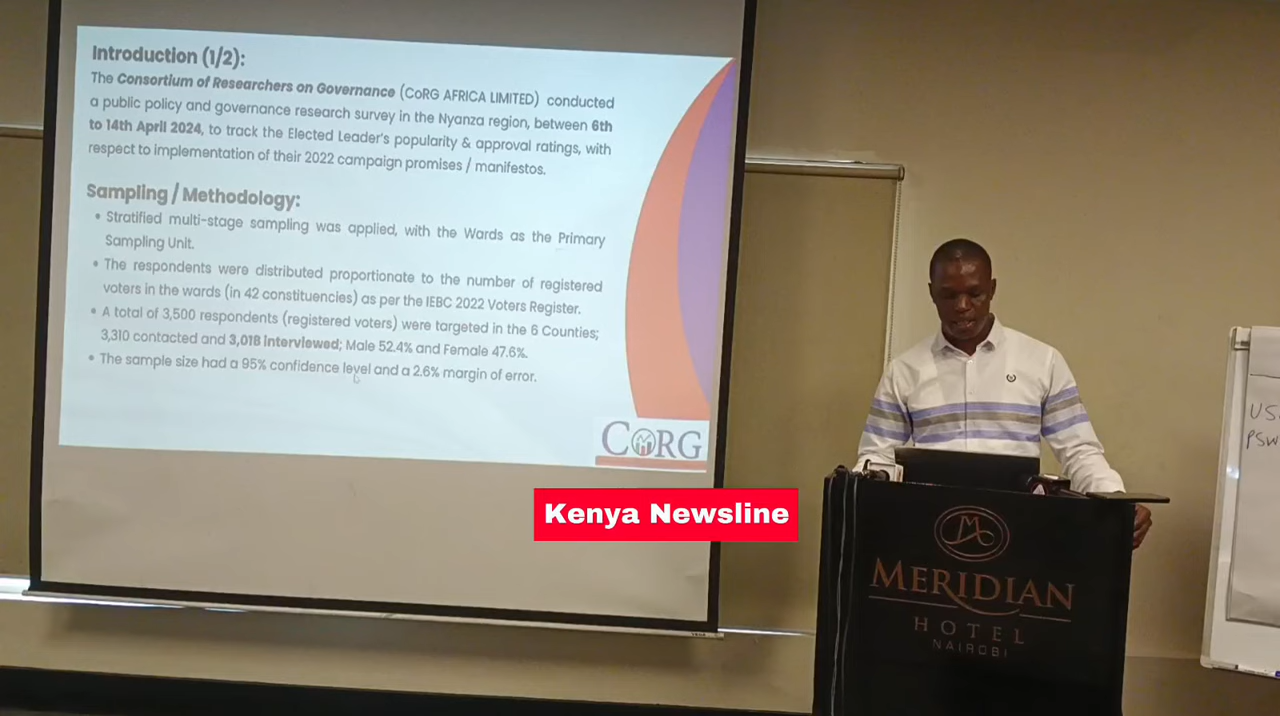 Introduction (1/2):
The Consortium of Researchers on Governance (CoRG AFRICA LIMITED) conducted
a public policy and governance research survey in the Nyanza region, between 6th
to 14th April 2024, to track the Elected Leader's popularity & approval ratings, with
respect to implementation of their 2022 campaign promises / manifestos.
Sampling / Methodology:
• Stratified multi-stage sampling was applied, with the Wards as the Primary
Sampling Unit.
• The respondents were distributed proportionate to the number of registered
voters in the wards (in 42 constituencies) as per the IEBC 2022 Voters Register.
• A total of 3,500 respondents (registered voters) were targeted in the 6 Counties;
3,310 contacted and 3,018 interviewed; Male 52.4% and Female 47.6%.
• The sample size had a 95% confidence level and a 2.6% margin of error.
CoRG
Kenya Newsline
M
MERIDIAN
HOTEL
NAIROBI